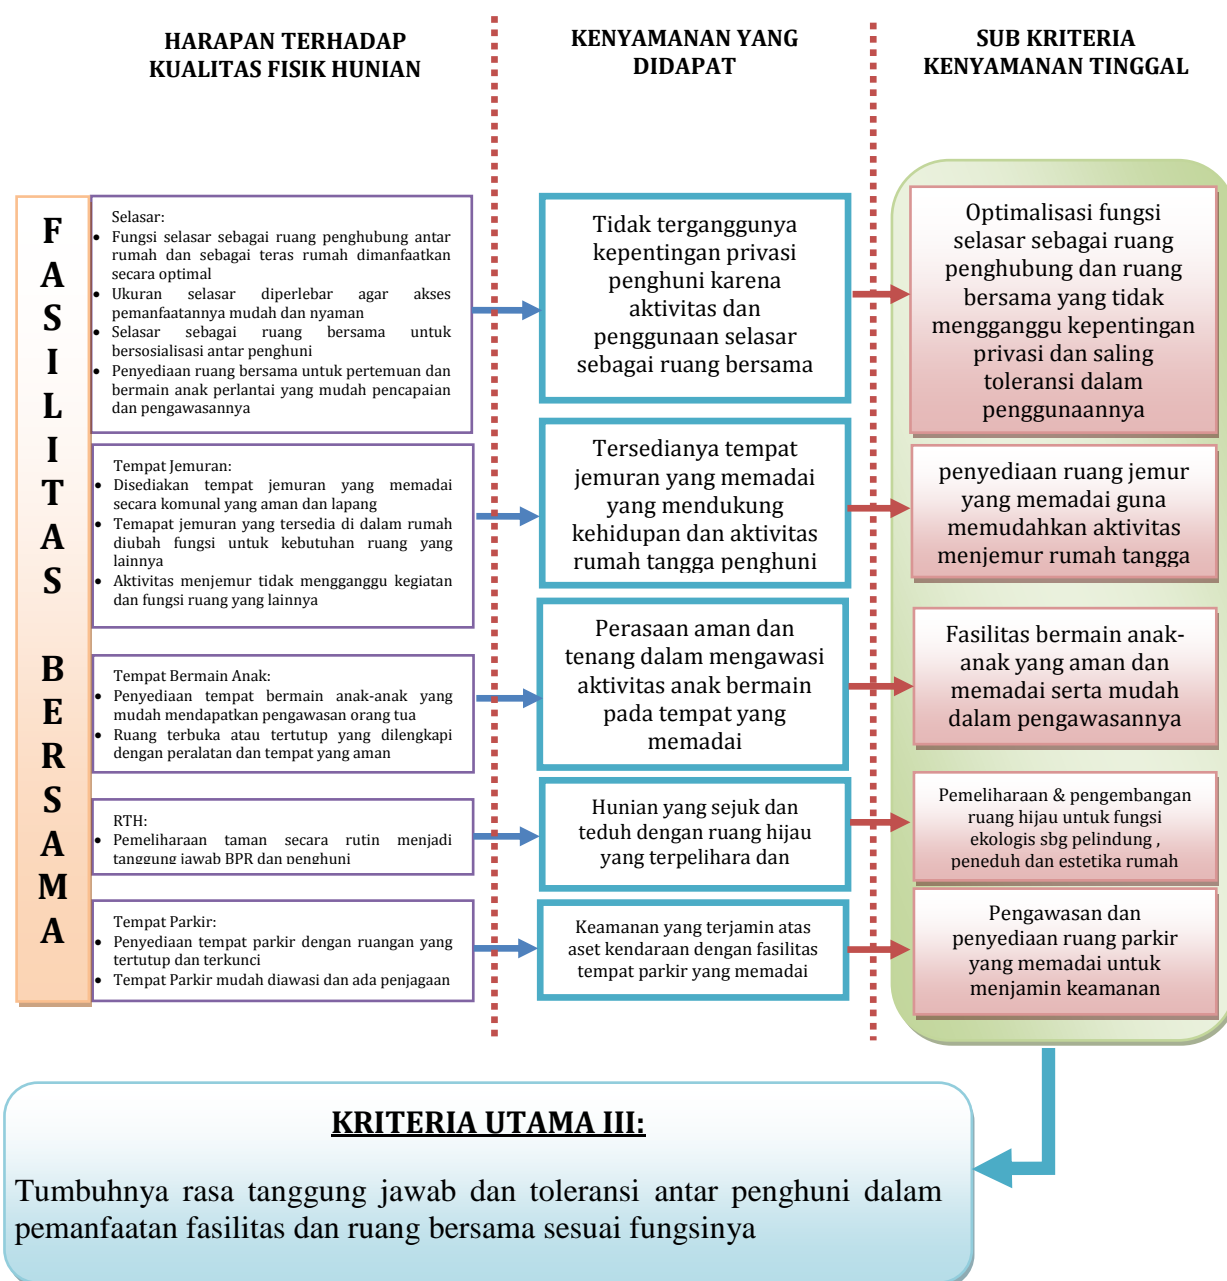 HARAPAN TERHADAP
KUALITAS FISIK HUNIAN
KENYAMANAN YANG
DIDAPAT
SUB KRITERIA
KENYAMANAN TINGGAL
F
A
S
I
L
I
T
A
S
B
E
R
S
A
M
A
Selasar:
• Fungsi selasar sebagai ruang penghubung antar
rumah dan sebagai teras rumah dimanfaatkan
secara optimal
• Ukuran selasar diperlebar agar akses
pemanfaatannya mudah dan nyaman
• Selasar sebagai ruang bersama untuk
bersosialisasi antar penghuni
• Penyediaan ruang bersama untuk pertemuan dan
bermain anak perlantai yang mudah pencapaian
dan pengawasannya
Tidak terganggunya
kepentingan privasi
penghuni karena
aktivitas dan
penggunaan selasar
sebagai ruang bersama
Optimalisasi fungsi
selasar sebagai ruang
penghubung dan ruang
bersama yang tidak
mengganggu kepentingan
privasi dan saling
toleransi dalam
penggunaannya
Tempat Jemuran:
• Disediakan tempat jemuran yang memadai
secara komunal yang aman dan lapang
• Temapat jemuran yang tersedia di dalam rumah
diubah fungsi untuk kebutuhan ruang yang
lainnya
• Aktivitas menjemur tidak mengganggu kegiatan
dan fungsi ruang yang lainnya
Tersedianya tempat
jemuran yang memadai
yang mendukung
kehidupan dan aktivitas
rumah tangga penghuni
penyediaan ruang jemur
yang memadai guna
memudahkan aktivitas
menjemur rumah tangga
Tempat Bermain Anak:
• Penyediaan tempat bermain anak-anak yang
mudah mendapatkan pengawasan orang tua
• Ruang terbuka atau tertutup yang dilengkapi
dengan peralatan dan tempat yang aman
Perasaan aman dan
tenang dalam mengawasi
aktivitas anak bermain
pada tempat yang
memadai
Fasilitas bermain anak-
anak yang aman dan
memadai serta mudah
dalam pengawasannya
RTH:
• Pemeliharaan taman secara rutin menjadi
tanggung jawab BPR dan penghuni
Hunian yang sejuk dan
teduh dengan ruang hijau
yang terpelihara dan
Pemeliharaan & pengembangan
ruang hijau untuk fungsi
ekologis sbg pelindung ,
peneduh dan estetika rumah
Tempat Parkir:
• Penyediaan tempat parkir dengan ruangan yang
tertutup dan terkunci
• Tempat Parkir mudah diawasi dan ada penjagaan
Keamanan yang terjamin atas
aset kendaraan dengan fasilitas
tempat parkir yang memadai
Pengawasan dan
penyediaan ruang parkir
yang memadai untuk
menjamin keamanan
KRITERIA UTAMA III:
Tumbuhnya rasa tanggung jawab dan toleransi antar penghuni dalam
pemanfaatan fasilitas dan ruang bersama sesuai fungsinya